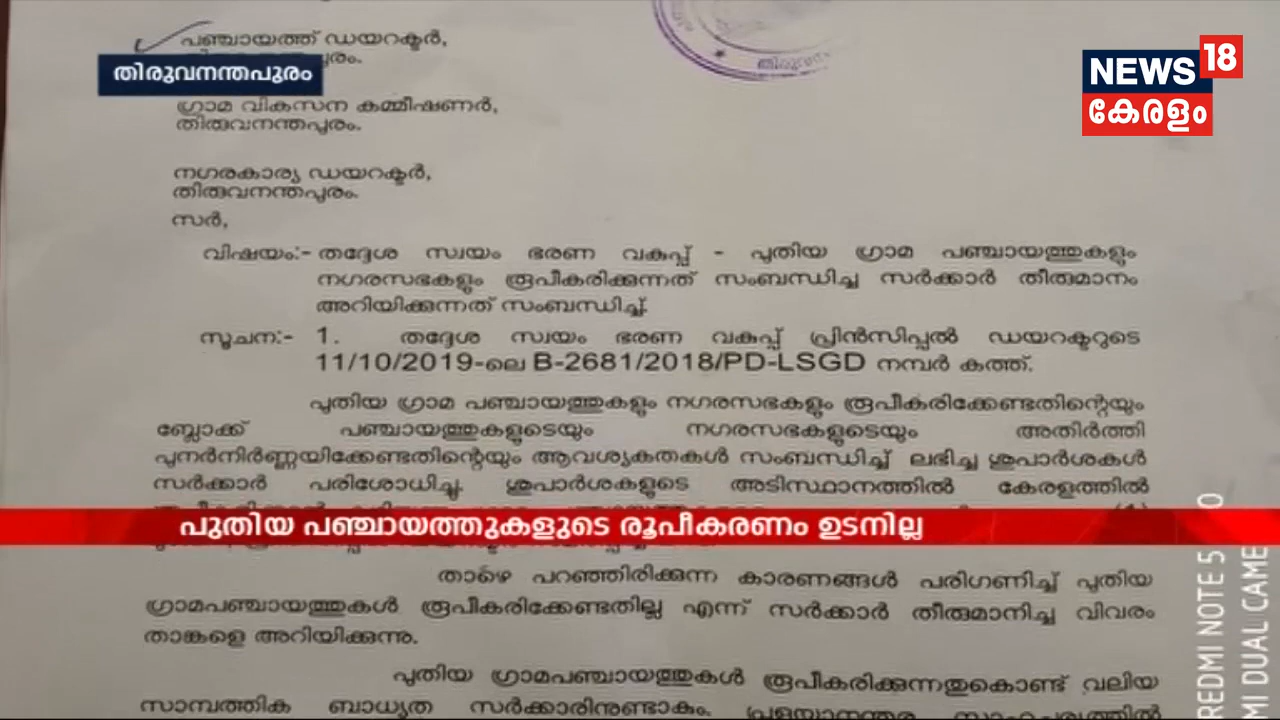 പഞ്ചായത്ത് ഡയറക്ടർ,
തിരുവനന്തപുരം
NEWS 18
കേരളം
ഗ്രാമ വികസന കമ്മീഷണർ,
തിരുവനന്തപുരം.
നഗരകാര്യ ഡയറക്ടർ,
തിരുവനന്തപുരം.
സർ,
വിഷയം:- തദ്ദേശ സ്വയം ഭരണ വകുപ്പ് - പുതിയ ഗ്രാമ പഞ്ചായത്തുകളും
നഗരസഭകളും രൂപീകരിക്കുന്നത് സംബന്ധിച്ച സർക്കാർ തീരുമാനം
അറിയിക്കുന്നത് സംബന്ധിച്ച്.
സൂചന:- 1. തദ്ദേശ സ്വയം ഭരണ വകുപ്പ് പ്രിൻസിപ്പൽ ഡയറക്ടറുടെ
11/10/2019-ലെ B-2681/2018/PD-LSGD നമ്പർ കത്ത്.
പുതിയ ഗ്രാമ പഞ്ചായത്തുകളും നഗരസഭകളും രൂപീകരിക്കേണ്ടതിന്റെയും
ബ്ലോക്ക് പഞ്ചായത്തുകളുടെയും നഗരസഭകളുടെയും അതിർത്തി
പുനർനിർണ്ണയിക്കേണ്ടതിന്റെയും ആവശ്യകതകൾ സംബന്ധിച്ച് ലഭിച്ച ശുപാർശകൾ
സർക്കാർ പരിശോധിച്ചു. ശുപാർശകളുടെ അടിസ്ഥാനത്തിൽ കേരളത്തിൽ
പുതിയ പഞ്ചായത്തുകളുടെ രൂപീകരണം ഉടനില്ല
താഴെ പറഞ്ഞിരിക്കുന്ന കാരണങ്ങൾ പരിഗണിച്ച് പുതിയ
ഗ്രാമപഞ്ചായത്തുകൾ രൂപീകരിക്കേണ്ടതില്ല എന്ന് സർക്കാർ തീരുമാനിച്ച വിവരം
താങ്കളെ അറിയിക്കുന്നു.
പുതിയ ഗ്രാമപഞ്ചായത്തുകൾ രൂപീകരിക്കുന്നതുകൊണ്ട് വലിയ
സാമ്പത്തിക ബാധ്യത സർക്കാരിനുണ്ടാകും. പ്രളയാനന്തര സാഹചര്യത്തിൽ
REDMI NOTE 5
MI DUAL CAME